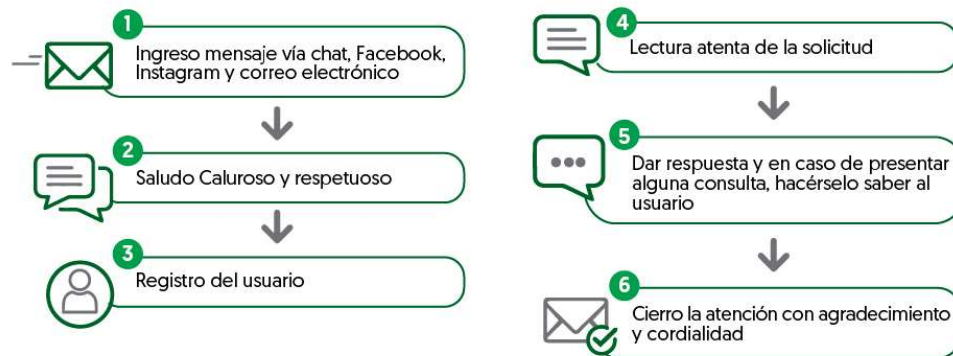 1
Ingreso mensaje vía chat, Facebook,
Instagram y correo electrónico
2
Saludo Caluroso y respetuoso
3
Registro del usuario
4
Lectura atenta de la solicitud
5
Dar respuesta y en caso de presentar
alguna consulta, hacérselo saber al
usuario
6
Cierro la atención con agradecimiento
y cordialidad